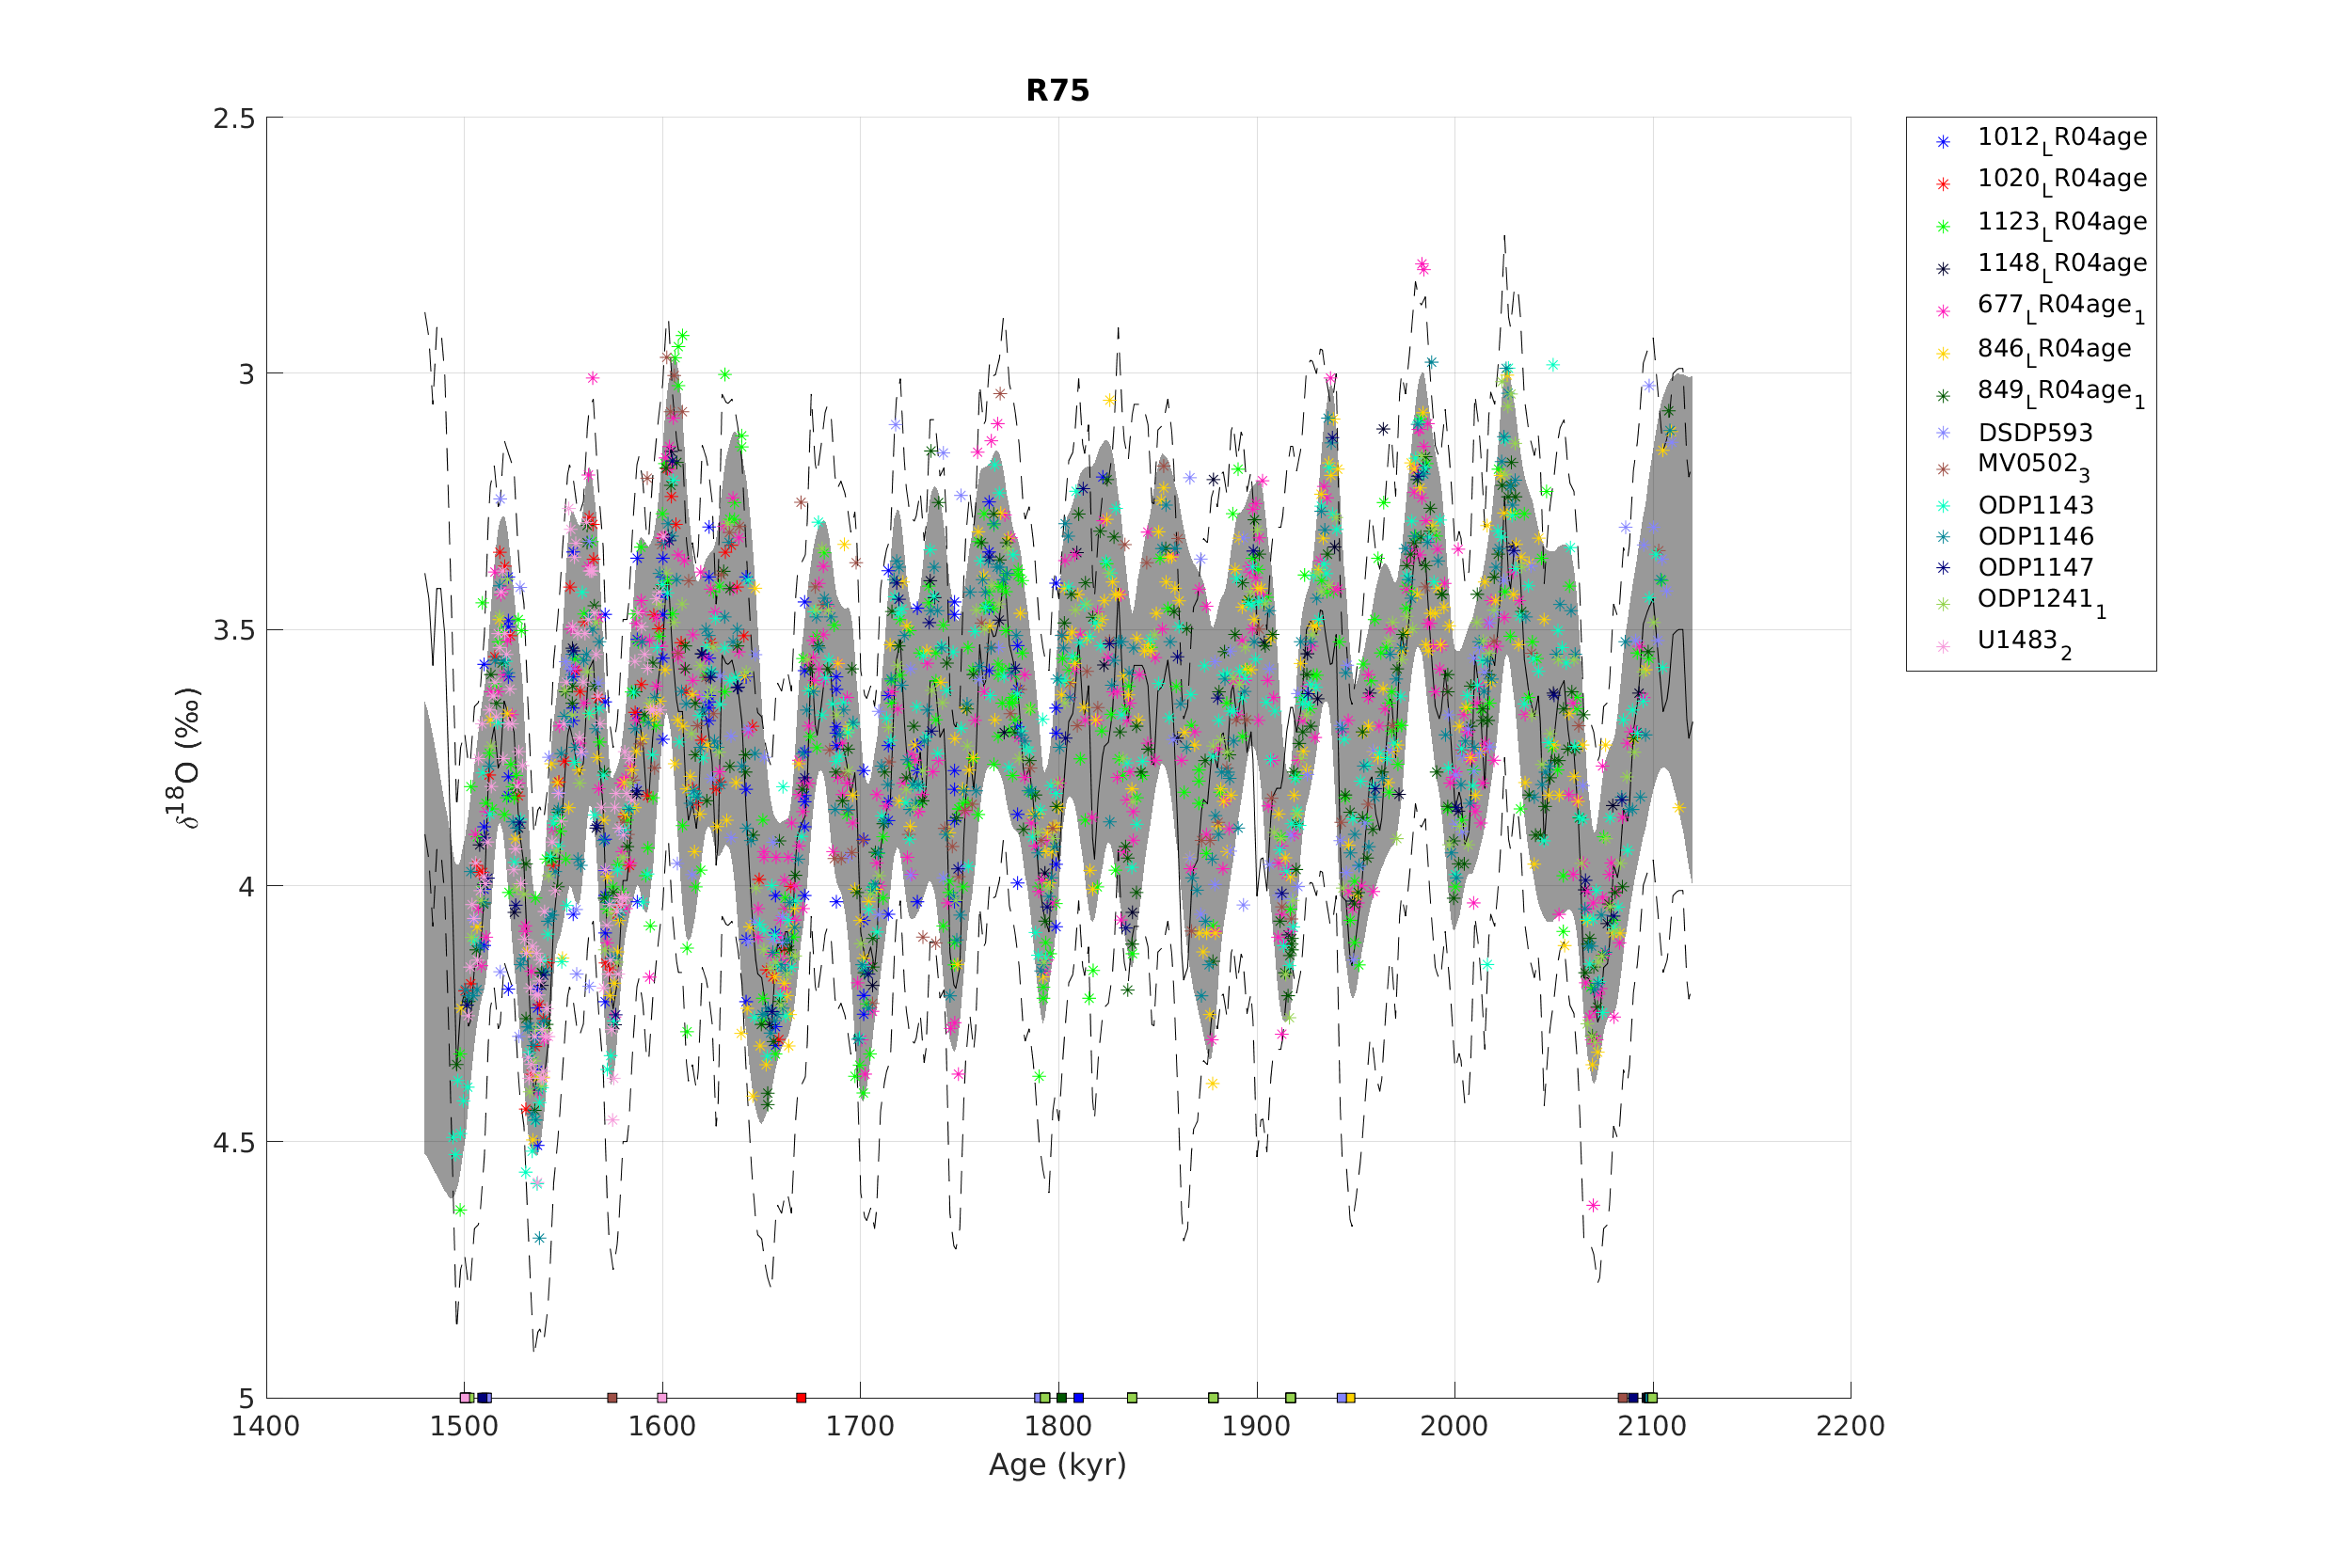 R75
2.5
3
3.5
4
4.5
5
δ18O (‰)
1400 1500 1600 1700 1800 1900 2000 2100 2200
Age (kyr)
1012LR04age
1020LR04age
1123LR04age
1148LR04age
677LR04age1
846LR04age
849LR04age1
DSDP593
MV05023
ODP1143
ODP1146
ODP1147
ODP12411
U14832